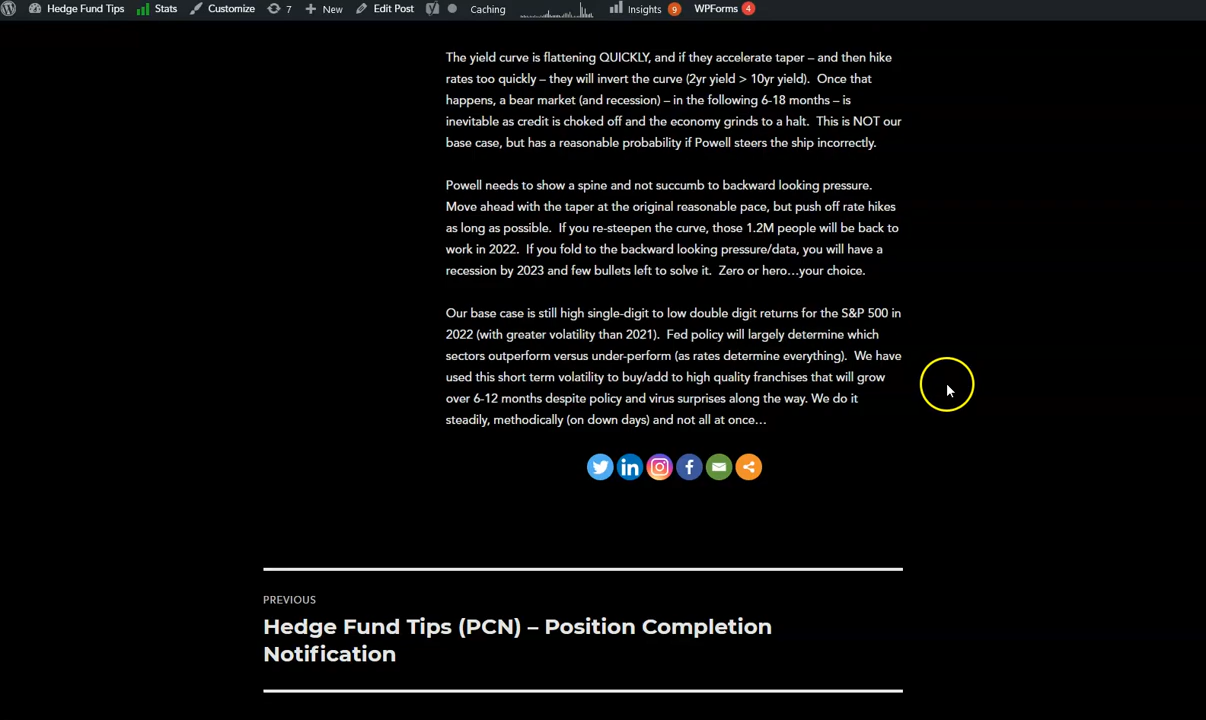 Hedge Fund Tips Stats Customize 7 New Edit Post Caching Insights 9 WPForms 4
The yield curve is flattening QUICKLY, and if they accelerate taper – and then hike
rates too quickly – they will invert the curve (2yr yield > 10yr yield).  Once that
happens, a bear market (and recession) – in the following 6-18 months – is
inevitable as credit is choked off and the economy grinds to a halt.  This is NOT our
base case, but has a reasonable probability if Powell steers the ship incorrectly.
Powell needs to show a spine and not succumb to backward looking pressure.
Move ahead with the taper at the original reasonable pace, but push off rate hikes
as long as possible.  If you re-steepen the curve, those 1.2M people will be back to
work in 2022.  If you fold to the backward looking pressure/data, you will have a
recession by 2023 and few bullets left to solve it.  Zero or hero…your choice.
Our base case is still high single-digit to low double digit returns for the S&P 500 in
2022 (with greater volatility than 2021).  Fed policy will largely determine which
sectors outperform versus under-perform (as rates determine everything).  We have
used this short term volatility to buy/add to high quality franchises that will grow
over 6-12 months despite policy and virus surprises along the way. We do it
steadily, methodically (on down days) and not all at once…
PREVIOUS
Hedge Fund Tips (PCN) – Position Completion
Notification